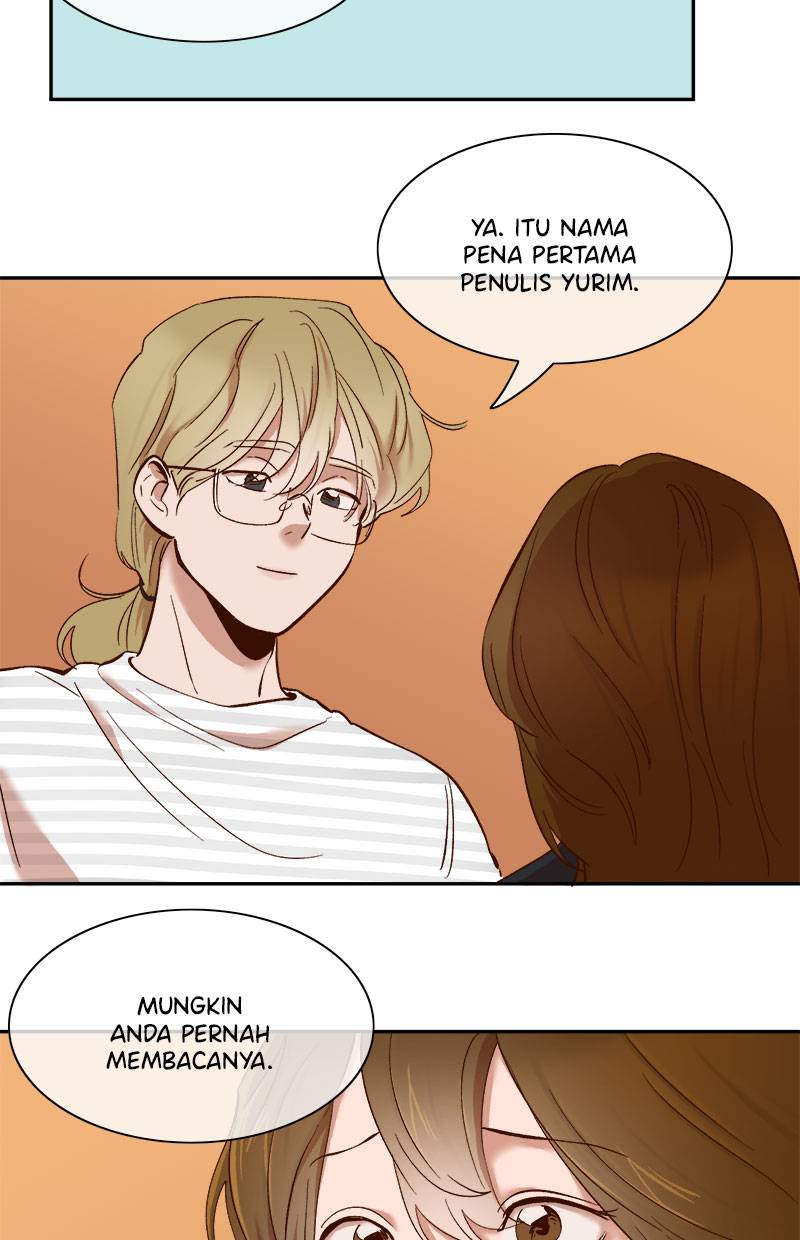 YA. ITU NAMA
PENA PERTAMA
PENULIS YURIM.
MUNGKIN
ANDA PERNAH
MEMBACANYA.